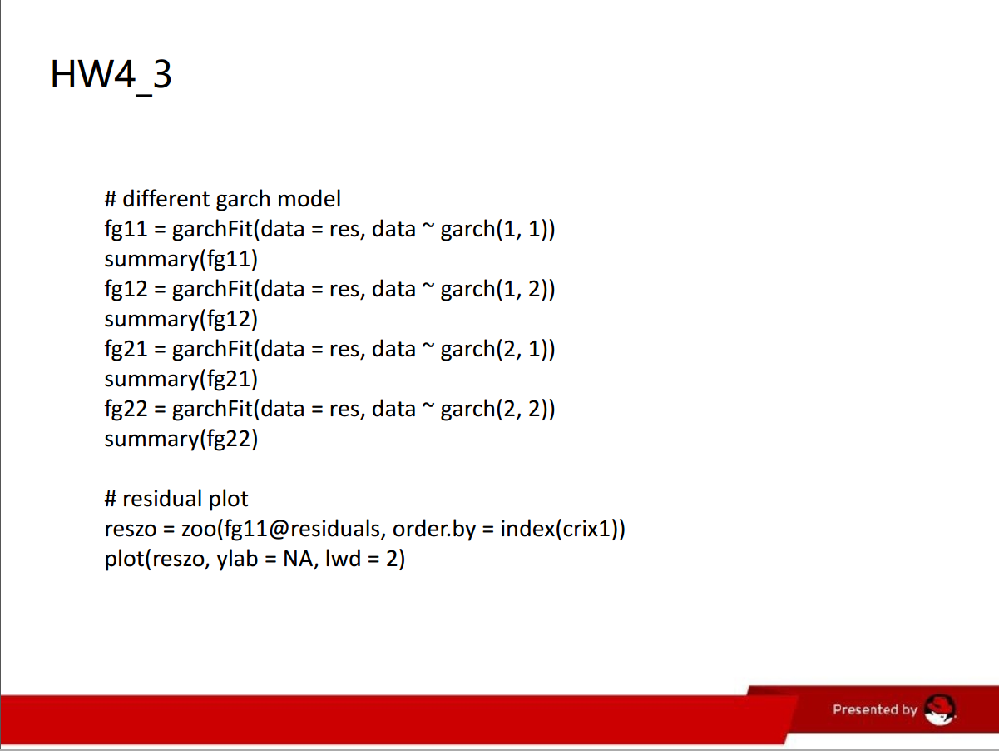 HW4_3
# different garch model
fg11 = garchFit(data = res, data ~ garch(1, 1))
summary(fg11)
fg12 = garchFit(data = res, data ~ garch(1, 2))
summary(fg12)
fg21 = garchFit(data = res, data ~ garch(2, 1))
summary(fg21)
fg22 = garchFit(data = res, data ~ garch(2, 2))
summary(fg22)
# residual plot
reszo = zoo(fg11@residuals, order.by = index(crix1))
plot(reszo, ylab = NA, lwd = 2)
Presented by